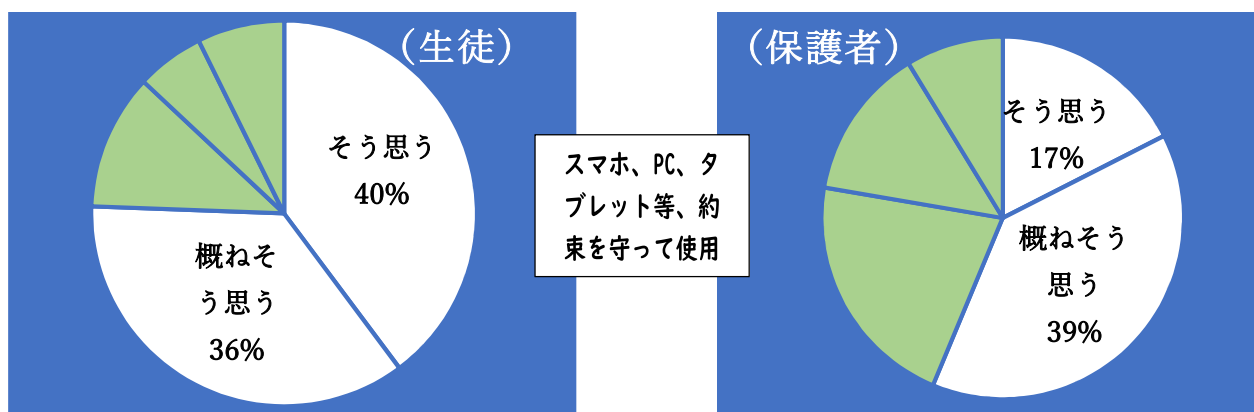 (生徒)
そう思う
40%
概ねそ
う思う
36%
スマホ、PC、タ
ブレット等、約
束を守って使用
(保護者)
そう思う
17%
概ねそう
思う
39%